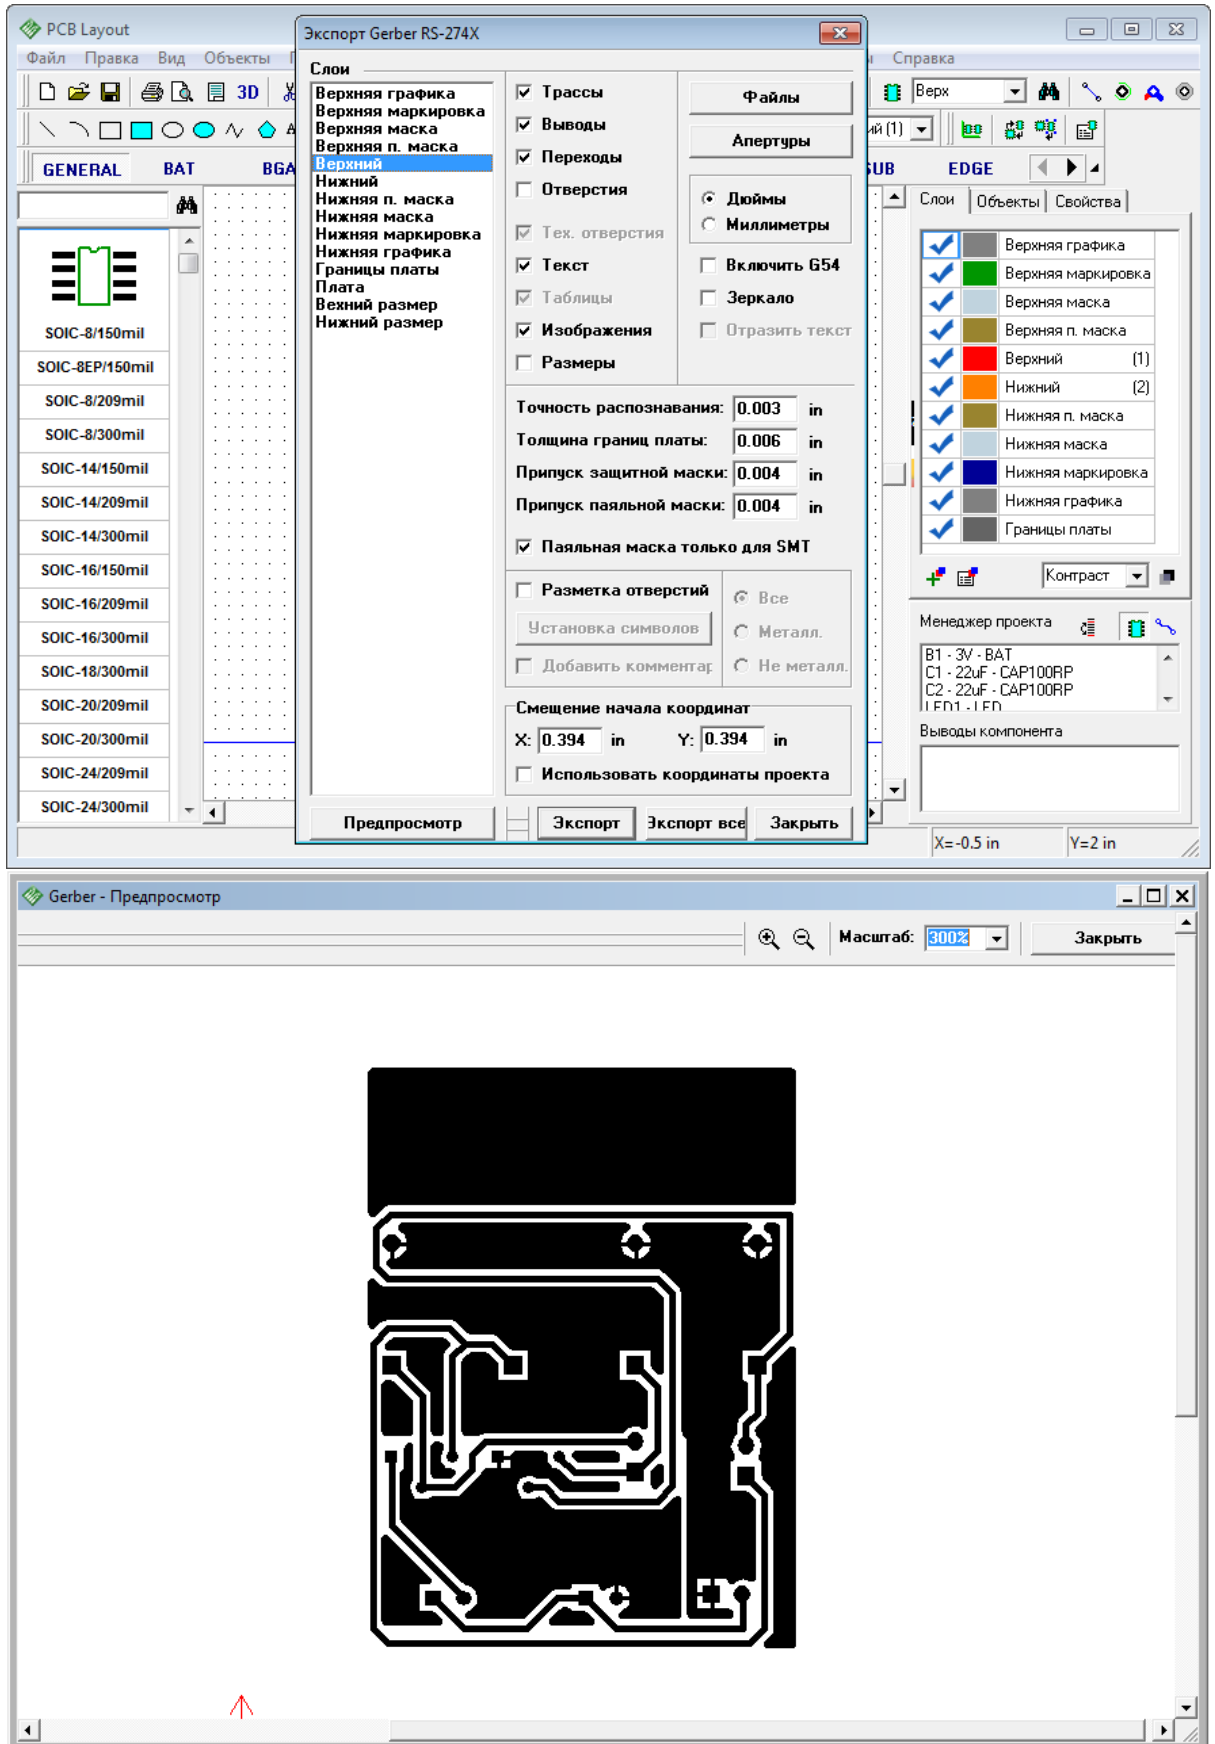 PCB Layout
Файл Правка Вид Объекты
Справка
3D
Верх
GENERAL BAT
EDGE
SOIC-8/150mil
SOIC-8EP/150mil
SOIC-8/209mil
SOIC-8/300mil
SOIC-14/150mil
SOIC-14/209mil
SOIC-14/300mil
SOIC-16/150mil
SOIC-16/209mil
SOIC-16/300mil
SOIC-18/300mil
SOIC-20/209mil
SOIC-20/300mil
SOIC-24/209mil
SOIC-24/300mil
Экспорт Gerber RS-274X
Слои
Верхняя графика
Верхняя маркировка
Верхняя маска
Верхняя п. маска
Верхний
Нижний
Нижняя п. маска
Нижняя маска
Нижняя маркировка
Нижняя графика
Границы платы
Плата
Вехний размер
Нижний размер
Предпросмотр
Трассы
Выводы
Переходы
Отверстия
Тех. отверстия
Текст
Таблицы
Изображения
Размеры
Файлы
Апертуры
Дюймы
Миллиметры
Включить G54
Зеркало
Отразить текст
Точность распознавания: 0.003 in
Толщина границ платы: 0.006 in
Припуск защитной маски: 0.004 in
Припуск паяльной маски: 0.004 in
Паяльная маска только для SMT
Разметка отверстий
Установка символов
Добавить комментар
Все
Металл.
Не металл.
Смещение начала координат
X: 0.394 in Y: 0.394 in
Использовать координаты проекта
Экспорт Экспорт все Закрыть
Слои Объекты Свойства
Верхняя графика
Верхняя маркировка
Верхняя маска
Верхняя п. маска
Верхний (1)
Нижний (2)
Нижняя п. маска
Нижняя маска
Нижняя маркировка
Нижняя графика
Границы платы
Контраст
Менеджер проекта
B1 - 3V - BAT
C1 - 22uF - CAP100RP
C2 - 22uF - CAP100RP
LED1 - LED
Выводы компонента
X=-0.5 in Y=2 in
Gerber - Предпросмотр
Масштаб: 300% Закрыть